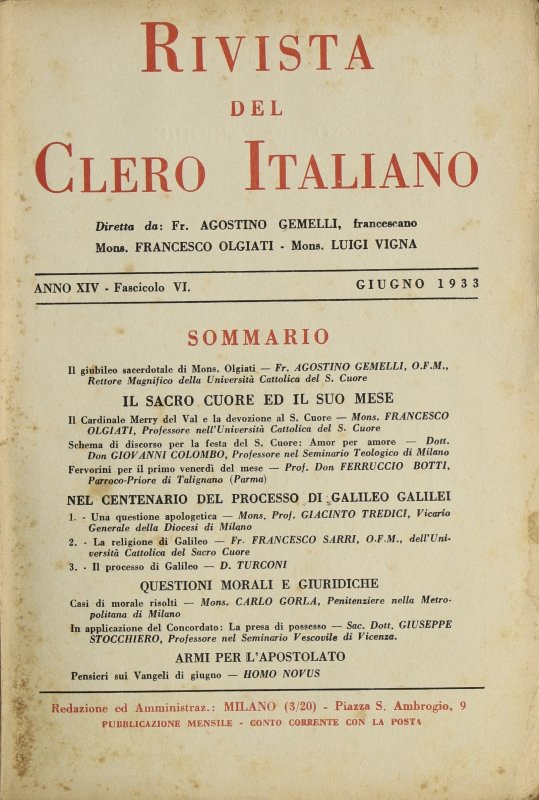 RIVISTA
DEL
CLERO ITALIANO
Diretta da: Fr. AGOSTINO GEMELLI, francescano
Mons. FRANCESCO OLGIATI - Mons. LUIGI VIGNA
ANNO XIV - Fascicolo VI. GIUGNO 1933
SOMMARIO
Il giubileo sacerdotale di Mons. Olgiati — Fr. AGOSTINO GEMELLI, O.F.M.,
Rettore Magnifico della Università Cattolica del S. Cuore
IL SACRO CUORE ED IL SUO MESE
Il Cardinale Merry del Val e la devozione al S. Cuore — Mons. FRANCESCO
OLGIATI, Professore nell'Università Cattolica del S. Cuore
Schema di discorso per la festa del S. Cuore: Amor per amore — Dott.
Don GIOVANNI COLOMBO, Professore nel Seminario Teologico di Milano
Fervorini per il primo venerdì del mese — Prof. Don FERRUCCIO BOTTI,
Parroco-Priore di Talignano (Parma)
NEL CENTENARIO DEL PROCESSO DI GALILEO GALILEI
1. - Una questione apologetica — Mons. Prof. GIACINTO TREDICI, Vicario
Generale della Diocesi di Milano
2. - La religione di Galileo — Fr. FRANCESCO SARRI, O.F.M., dell'Uni-
versità Cattolica del Sacro Cuore
3. - Il processo di Galileo — D. TURCONI
QUESTIONI MORALI E GIURIDICHE
Casi di morale risolti — Mons. CARLO GORLA, Penitenziere nella Metro-
politana di Milano
In applicazione del Concordato: La presa di possesso — Sac. Dott. GIUSEPPE
STOCCHIERO, Professore nel Seminario Vescovile di Vicenza.
ARMI PER L'APOSTOLATO
Pensieri sui Vangeli di giugno — HOMO NOVUS
Redazione ed Amministraz.: MILANO (3/20) - Piazza S. Ambrogio, 9
PUBBLICAZIONE MENSILE - CONTO CORRENTE CON LA POSTA